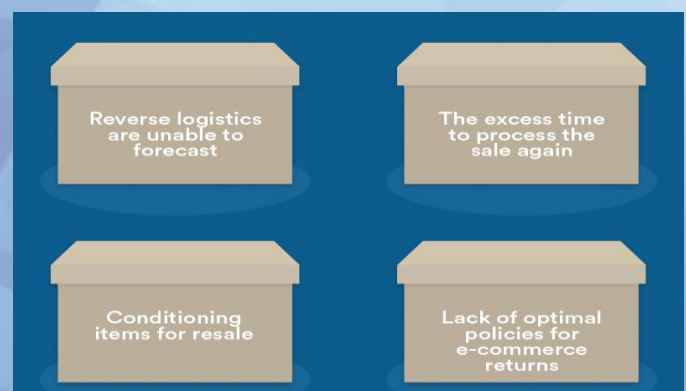 Reverse logistics
are unable to
forecast
The excess time
to process the
sale again
Conditioning
items for resale
Lack of optimal
policies for
e-commerce
returns